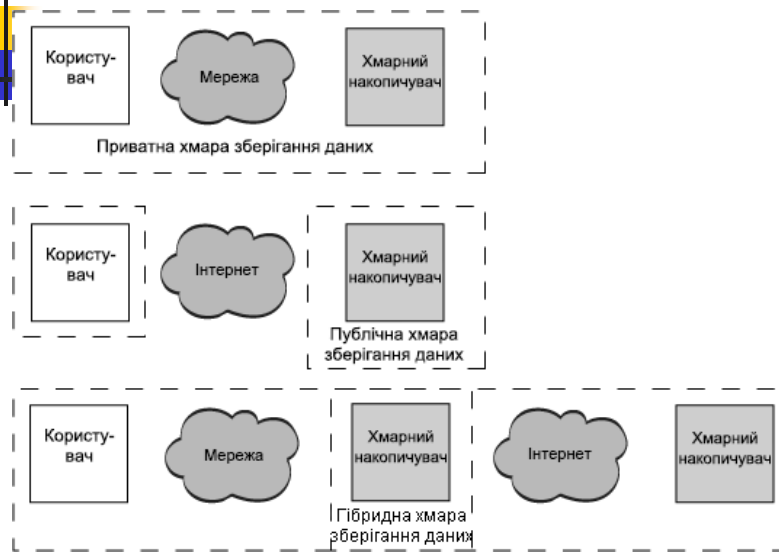 Користу-
вач
Мережа
Хмарний
накопичувач
Приватна хмара зберігання даних
Користу-
вач
Інтернет
Хмарний
накопичувач
Публічна хмара
зберігання даних
Користу-
вач
Мережа
Хмарний
накопичувач
Інтернет
Хмарний
накопичувач
Гібридна хмара
зберігання даних